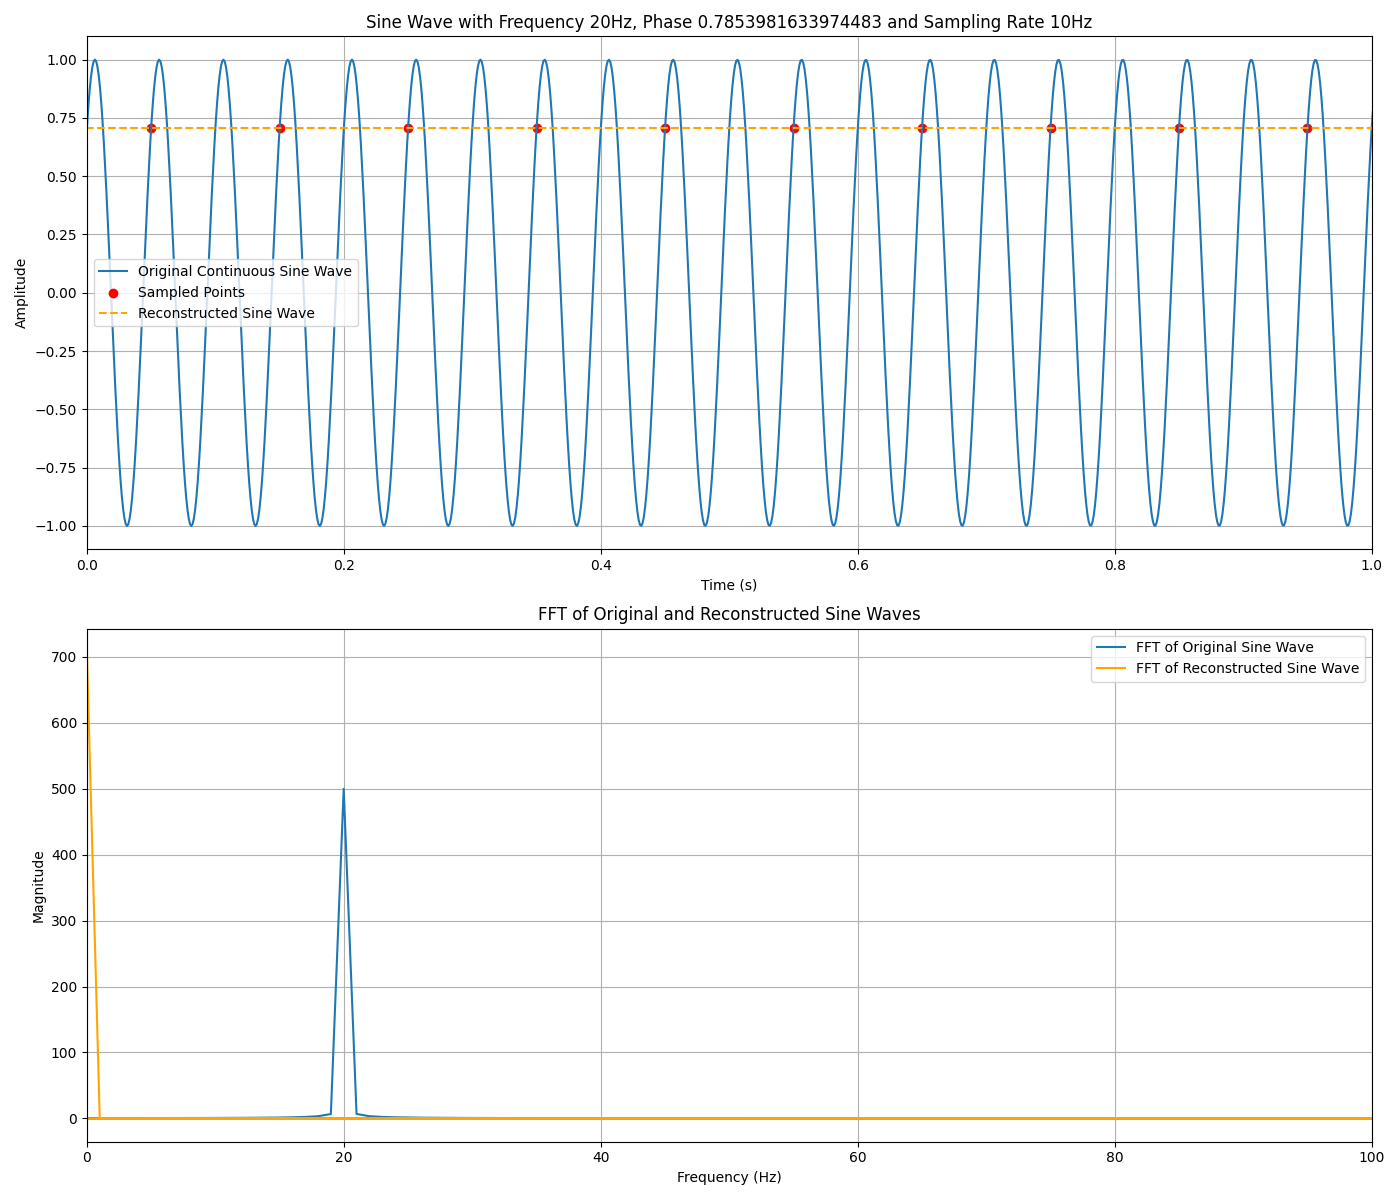 Sine Wave with Frequency 20Hz, Phase 0.7853981633974483 and Sampling Rate 10Hz
1.00
0.75
0.50
0.25
0.00
−0.25
−0.50
−0.75
−1.00
Amplitude
Original Continuous Sine Wave
Sampled Points
Reconstructed Sine Wave
0.0 0.2 0.4 0.6 0.8 1.0
Time (s)
FFT of Original and Reconstructed Sine Waves
700
600
500
400
300
200
100
0
Magnitude
FFT of Original Sine Wave
FFT of Reconstructed Sine Wave
0 20 40 60 80 100
Frequency (Hz)